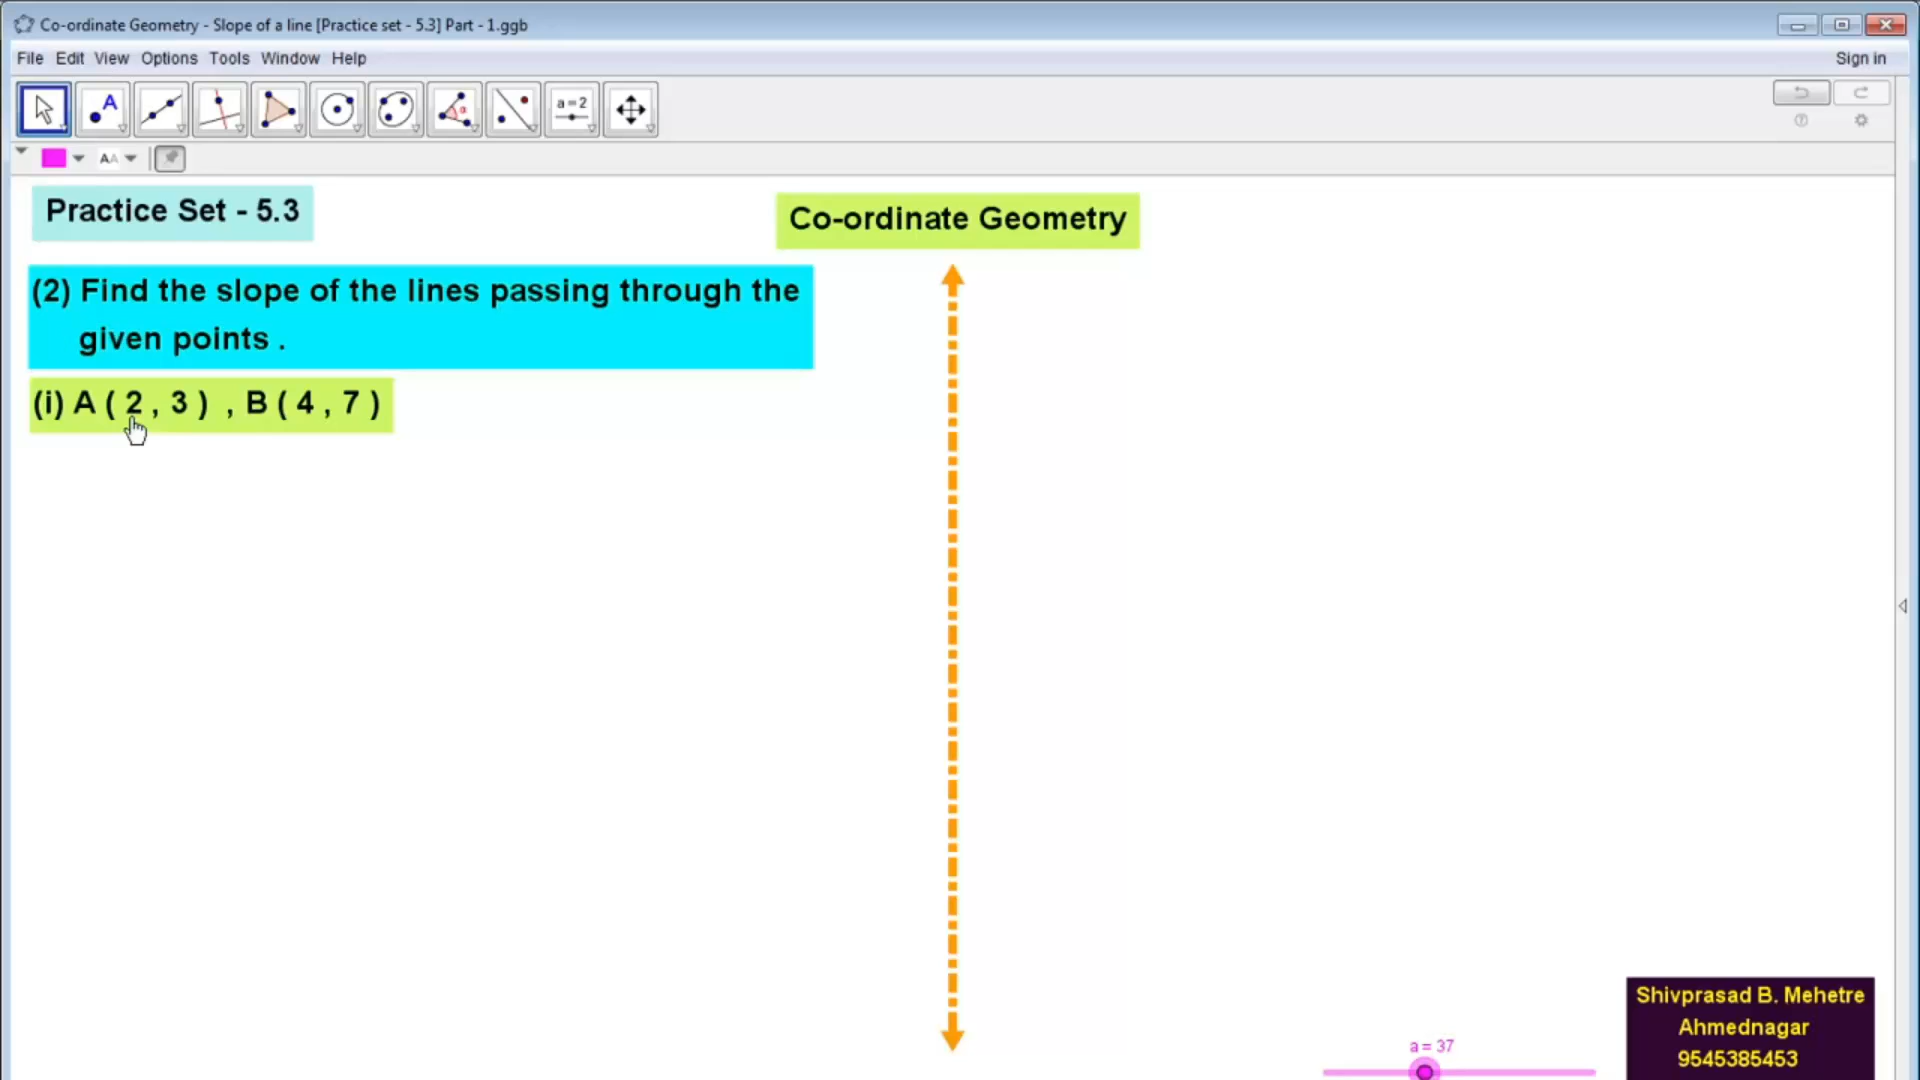 Co-ordinate Geometry - Slope of a line [Practice set - 5.3] Part - 1.ggb
File Edit View Options Tools Window Help
Sign in
A
α
a = 2
AA
Practice Set - 5.3
Co-ordinate Geometry
(2) Find the slope of the lines passing through the
given points .
(i) A ( 2 , 3 ) , B ( 4 , 7 )
a = 37
Shivprasad B. Mehetre
Ahmednagar
9545385453